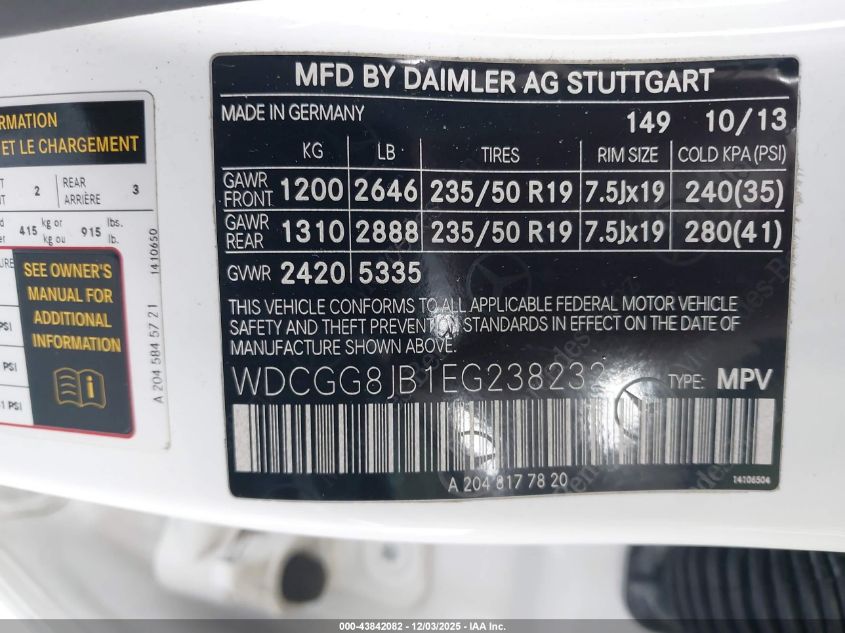 RMATION
ET LE CHARGEMENT
2 REAR ARRIÈRE 3
415 kg or kg ou 915 lbs. lb.
SEE OWNER'S
MANUAL FOR
ADDITIONAL
INFORMATION
PSI
PSI
1 PSI
A 204 584 57 21 1410650
MFD BY DAIMLER AG STUTTGART
MADE IN GERMANY 149 10/13
KG LB TIRES RIM SIZE COLD KPA(PSI)
GAWR FRONT 1200 2646 235/50 R19 7.5Jx19 240(35)
GAWR REAR 1310 2888 235/50 R19 7.5Jx19 280(41)
GVWR 2420 5335
THIS VEHICLE CONFORMS TO ALL APPLICABLE FEDERAL MOTOR VEHICLE
SAFETY AND THEFT PREVENTION STANDARDS IN EFFECT ON THE DATE OF
MANUFACTURE SHOWN ABOVE.
WDCGG8JB1EG23823 TYPE: MPV
A 204 817 78 20 14106504
000-43842082 - 12/03/2025 - IAA Inc.